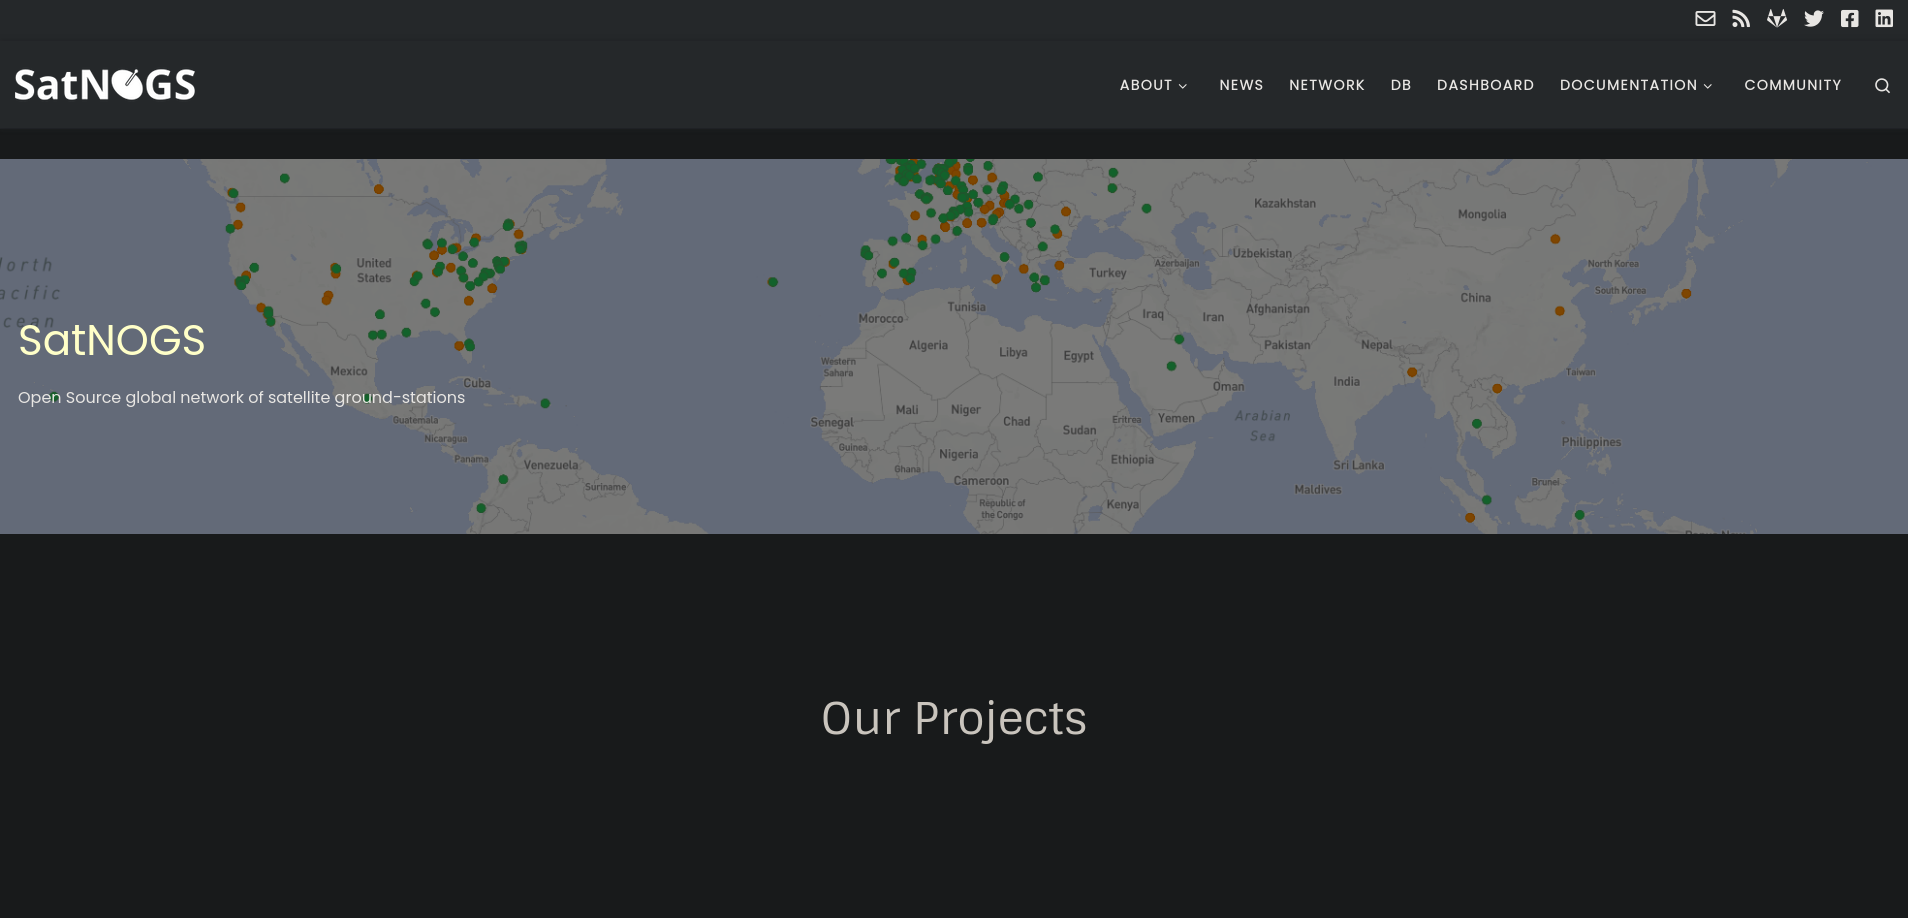 SatNOGS
ABOUT NEWS NETWORK DB DASHBOARD DOCUMENTATION COMMUNITY
Kazakhstan
Mongolia
United
States
Uzbekistan
Azerbaijan
North Korea
orth
Turkey
acific
South Korea
China
Tunisia
Afghanistan
Morocco
Iraq
Iran
cean
SatNOGS
Algeria
Libya
Egypt
Pakistan
Nepal
Western
Sahara
Mexico
Taiwan
Cuba
India
Oman
Open Source global network of satellite ground-stations
Mali
Niger
Chad
Arabian
Sea
Guatemala
Senegal
Eritrea
Yemen
Sudan
Nicaragua
Philippines
Guinea
Panama
Nigeria
Ethiopia
Venezuela
Ghana
Sri Lanka
Cameroon
Brunei
Suriname
Maldives
Republic of
the Congo
Kenya
Our Projects